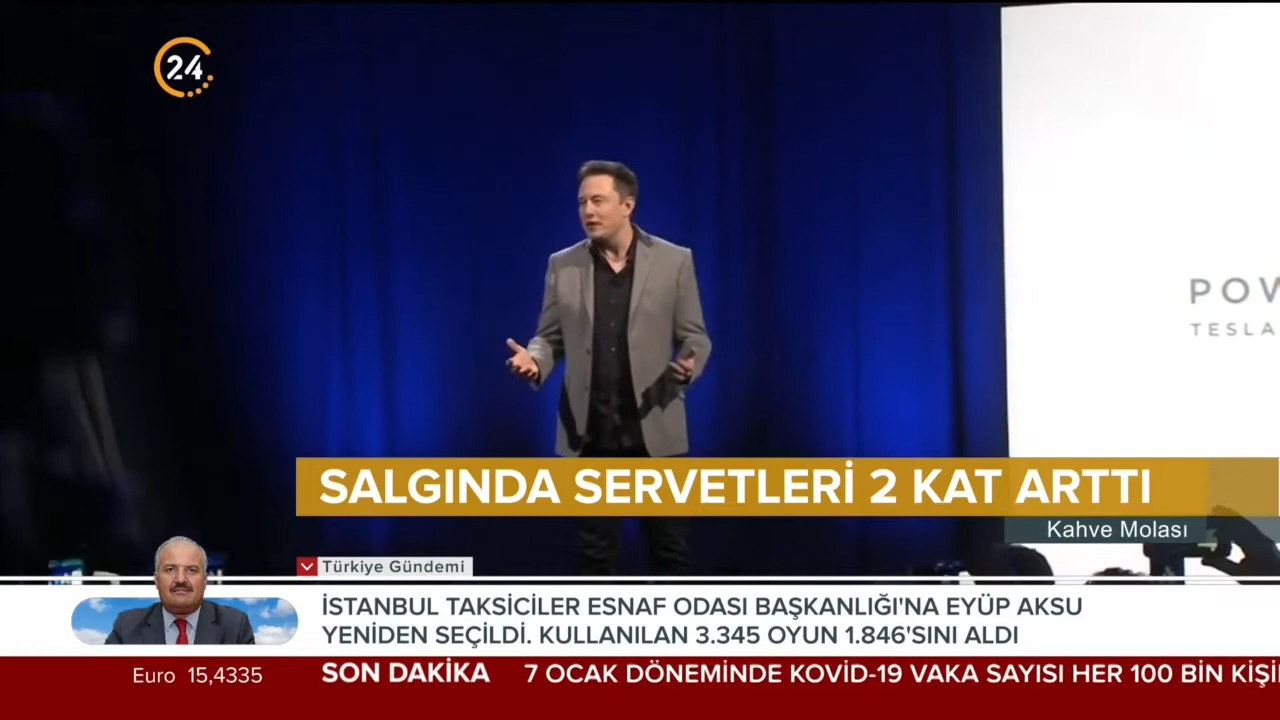 24
POW
TESLA
SALGINDA SERVETLERİ 2 KAT ARTTI
Kahve Molası
Türkiye Gündemi
İSTANBUL TAKSİCİLER ESNAF ODASI BAŞKANLIĞI'NA EYÜP AKSU
YENİDEN SEÇİLDİ. KULLANILAN 3.345 OYUN 1.846'SINI ALDI
Euro 15,4335
SON DAKİKA 7 OCAK DÖNEMİNDE KOVİD-19 VAKA SAYISI HER 100 BİN KİŞİ